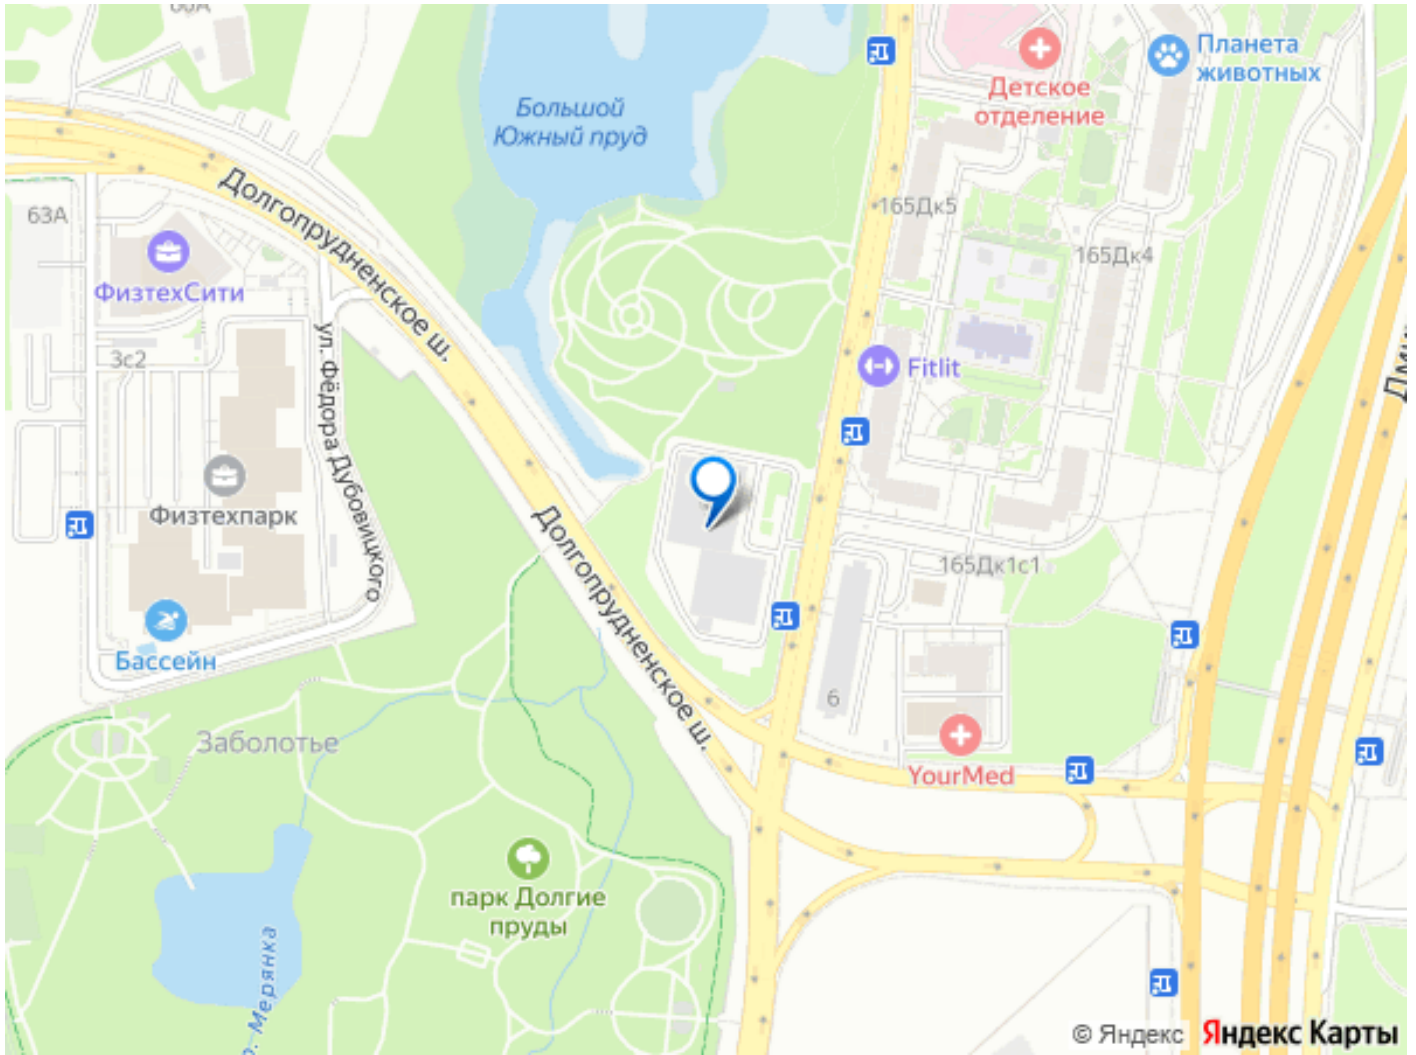 Планета
животных
Детское
отделение
Большой
Южный пруд
Долгопрудненское ш.
63А
165Дк5
165Дк4
ФизтехСити
ул. Фёдора Дубовицкого
3с2
Fitlit
Физтехпарк
Долгопрудненское ш.
165Дк1с1
Бассейн
6
Заболотье
YourMed
парк Долгие
пруды
р. Мерянка
© Яндекс Яндекс Карты